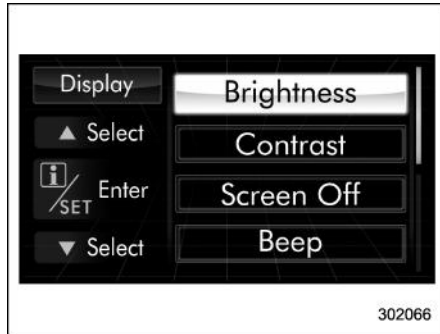 Display
▲ Select
i/SET Enter
▼ Select
Brightness
Contrast
Screen Off
Beep
302066